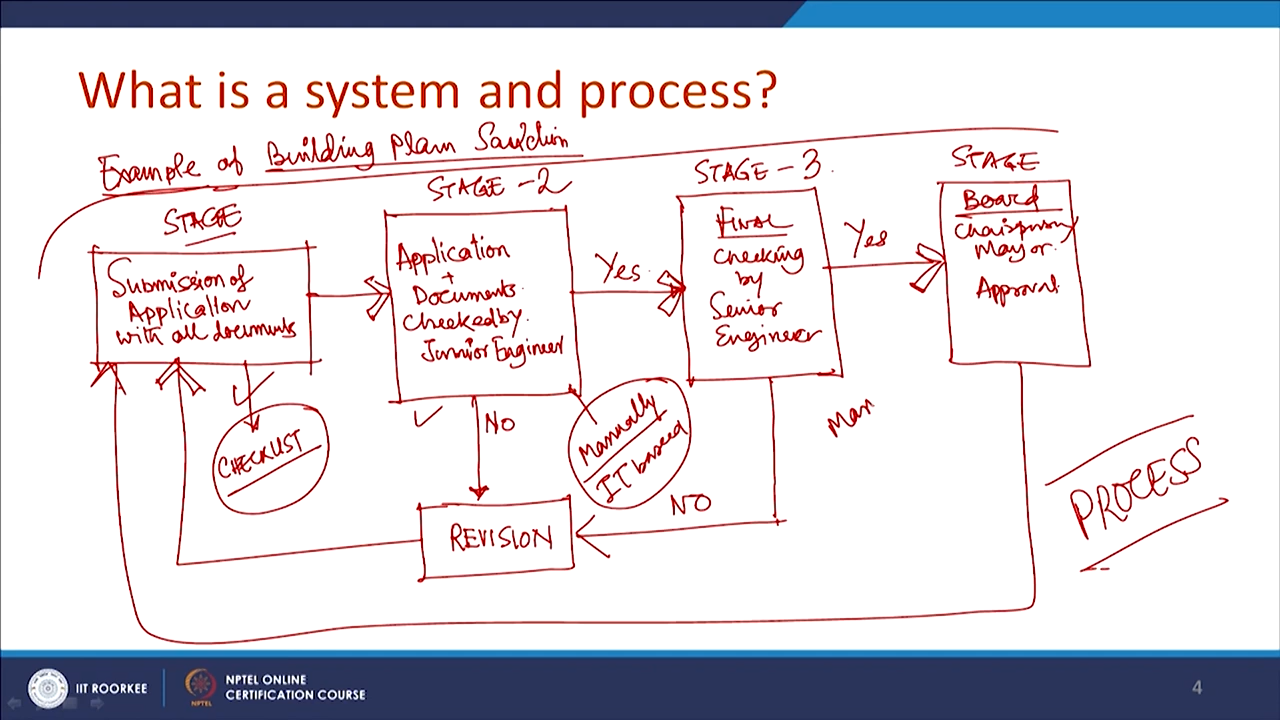 What is a system and process?
Example of Building Plan Sanction
STAGE
Submission of
Application
with all documents
CHECKLIST
STAGE - 2
Application
+
Documents
Checked by
Junior Engineer
Yes
NO
Manually
IT based
REVISION
STAGE - 3
FINAL
Checking
by
Senior
Engineer
Yes
NO
Man
STAGE
Board
Mayor
Approval
PROCESS
IIT ROORKEE
NPTEL
NPTEL ONLINE
CERTIFICATION COURSE
4